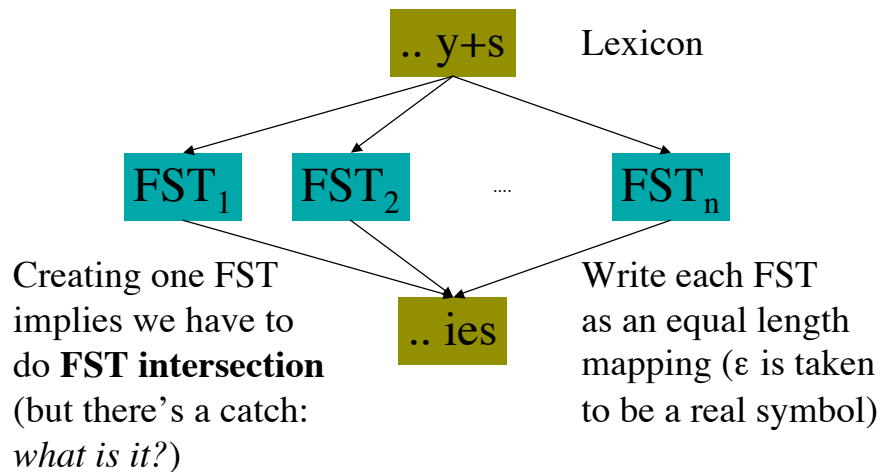 .. y+s
Lexicon
FST₁
FST₂
....
FSTₙ
Creating one FST
implies we have to
do FST intersection
(but there’s a catch:
what is it?)
.. ies
Write each FST
as an equal length
mapping (ε is taken
to be a real symbol)